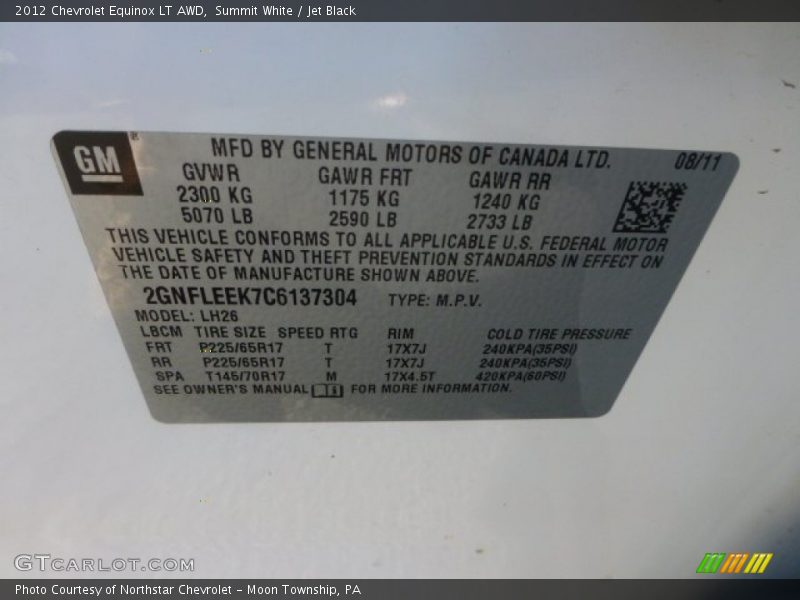 2012 Chevrolet Equinox LT AWD,  Summit White / Jet Black
GM
MFD BY GENERAL MOTORS OF CANADA LTD. 08/11
GVWR GAWR FRT GAWR RR
2300 KG 1175 KG 1240 KG
5070 LB 2590 LB 2733 LB
THIS VEHICLE CONFORMS TO ALL APPLICABLE U.S. FEDERAL MOTOR
VEHICLE SAFETY AND THEFT PREVENTION STANDARDS IN EFFECT ON
THE DATE OF MANUFACTURE SHOWN ABOVE.
2GNFLEEK7C6137304 TYPE: M.P.V.
MODEL: LH26
LBCM TIRE SIZE SPEED RTG RIM COLD TIRE PRESSURE
FRT P225/65R17 T 17X7J 240KPA(35PSI)
RR P225/65R17 T 17X7J 240KPA(35PSI)
SPA T145/70R17 M 17X4.5T 420KPA(60PSI)
SEE OWNER'S MANUAL FOR MORE INFORMATION.
GTCARLOT.COM
Photo Courtesy of Northstar Chevrolet - Moon Township, PA